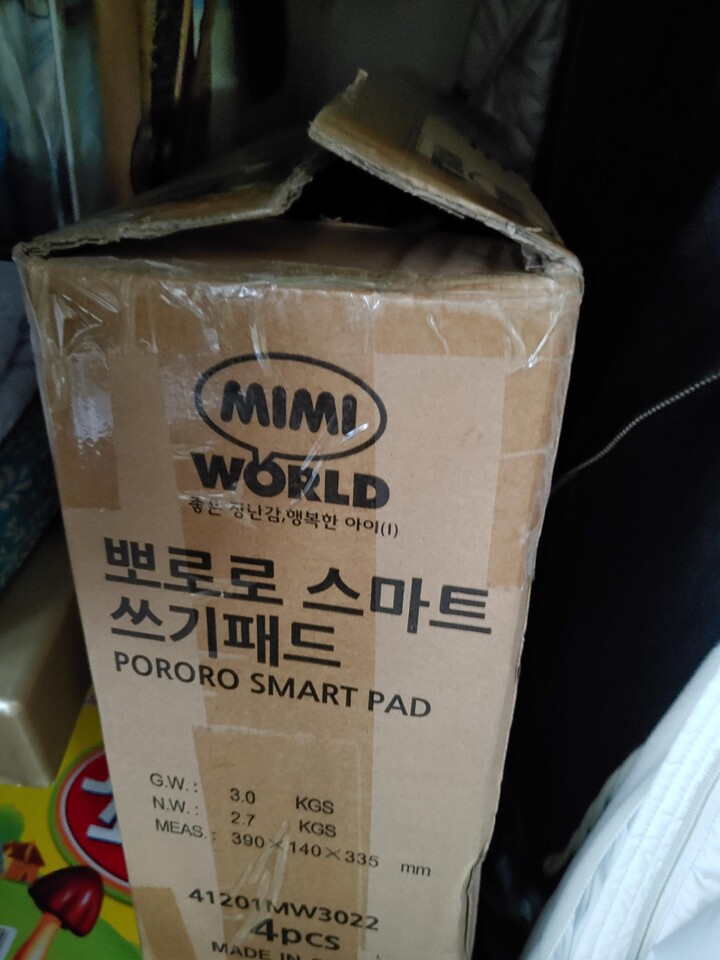 MIMI
WORLD
좋은 장난감,행복한 아이(I)
뽀로로 스마트
쓰기패드
PORORO SMART PAD
G.W.: 3.0 KGS
N.W.: 2.7 KGS
MEAS.: 390×140×335 mm
41201MW3022
4pcs
MADE IN